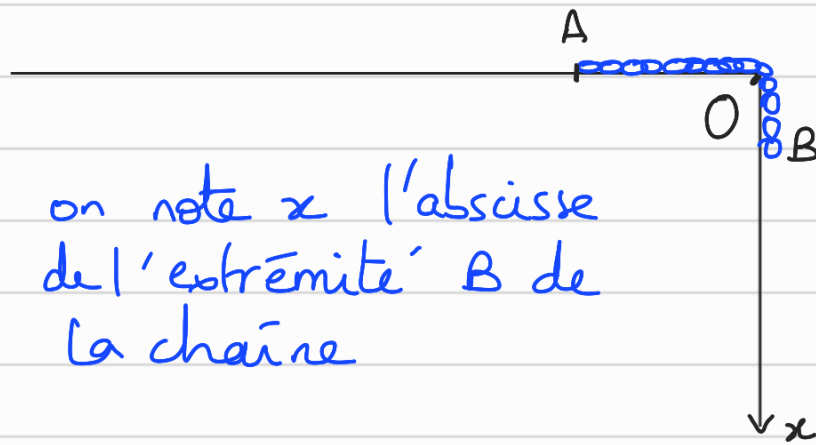 A
O
B
on note x l'abscisse
de l'extrémité B de
la chaîne
x